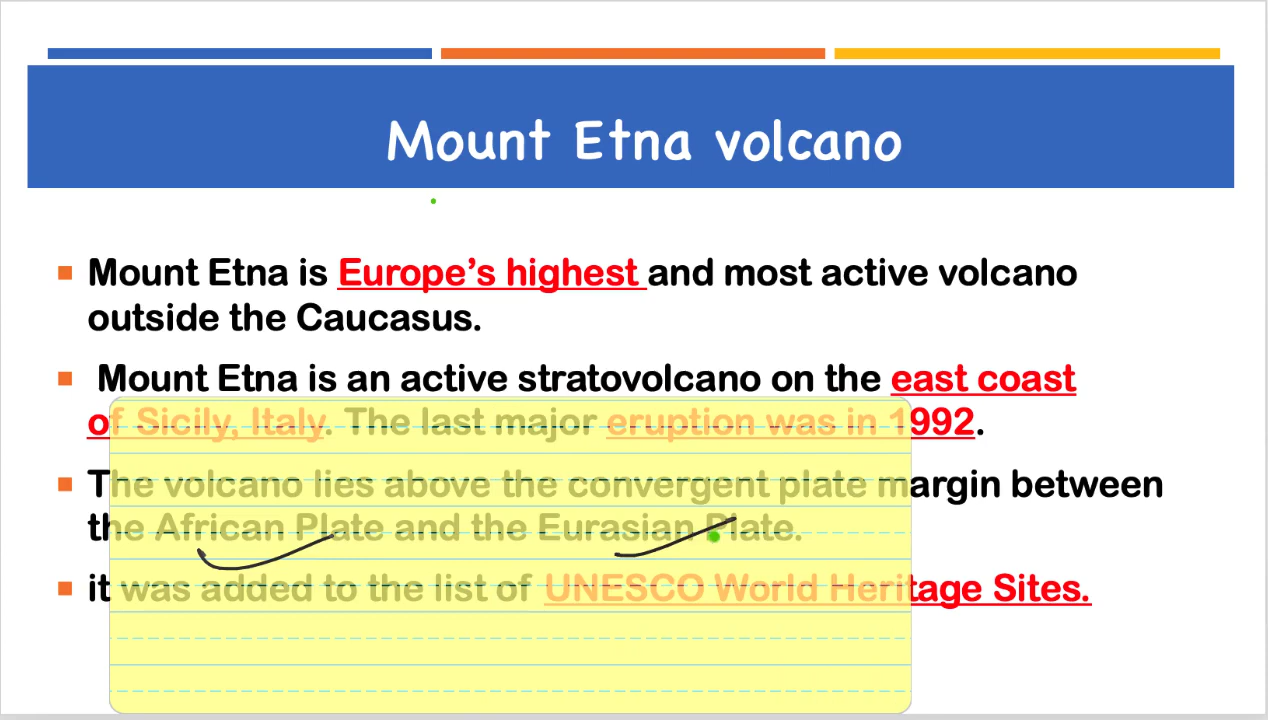 Mount Etna volcano
Mount Etna is Europe's highest and most active volcano
outside the Caucasus.
Mount Etna is an active stratovolcano on the east coast
of Sicily, Italy. The last major eruption was in 1992.
The volcano lies above the convergent plate margin between
the African Plate and the Eurasian Plate.
it was added to the list of UNESCO World Heritage Sites.